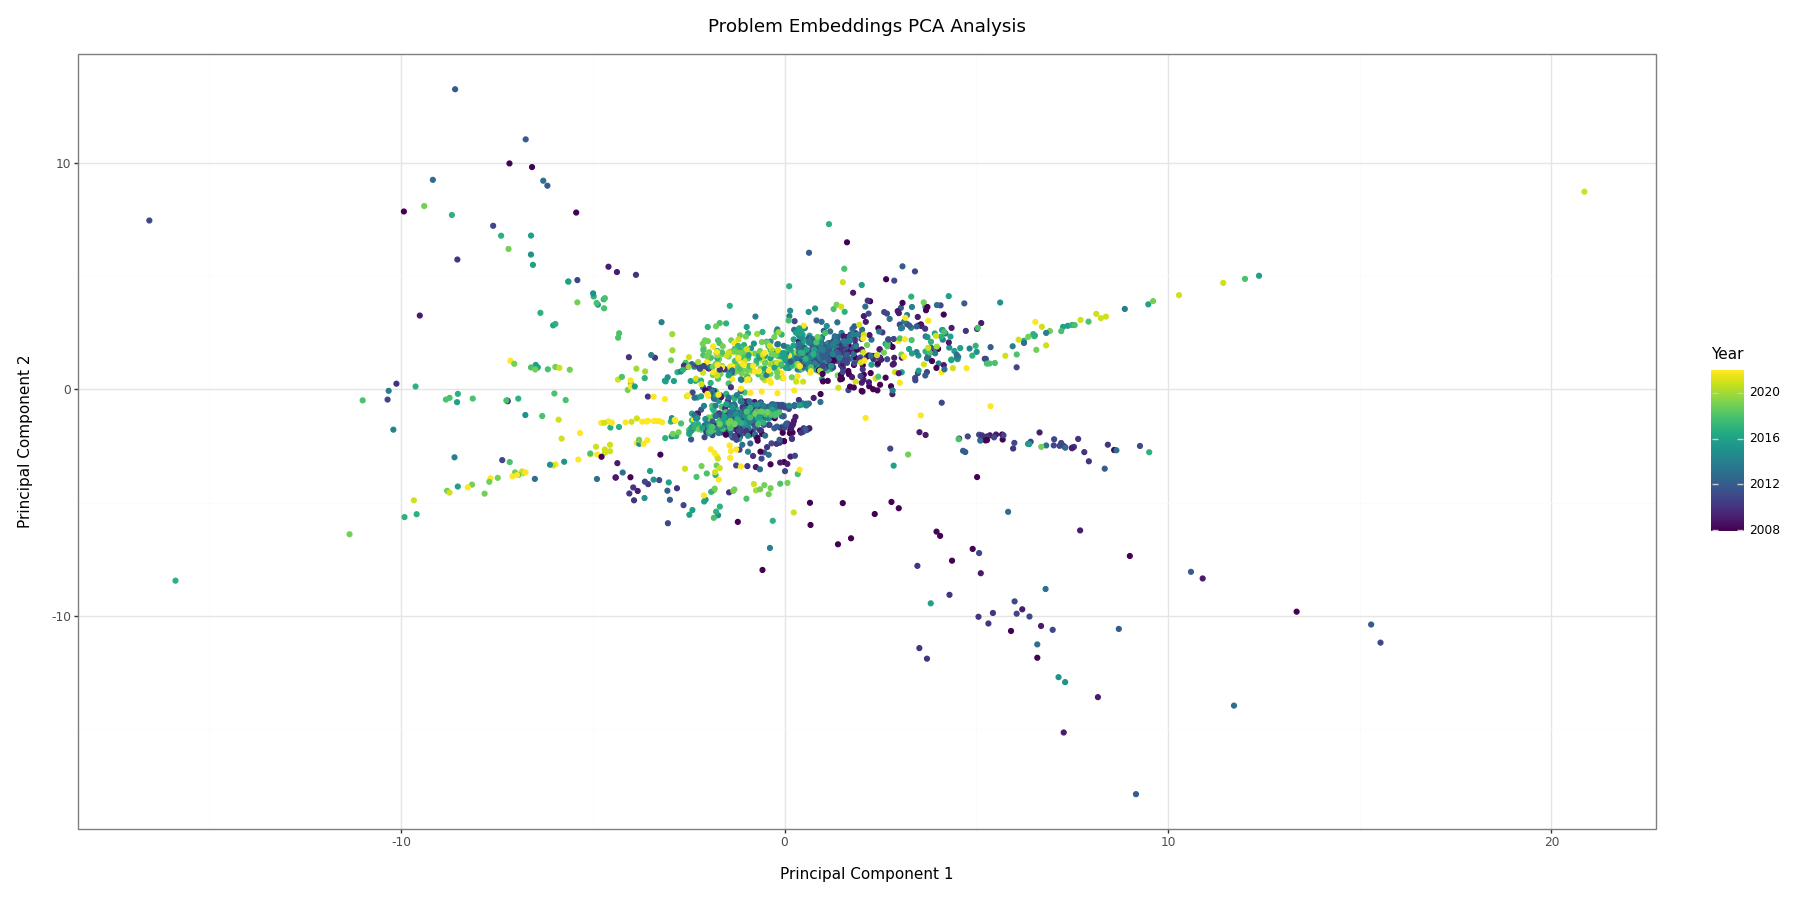 Problem Embeddings PCA Analysis
Principal Component 2
10
0
-10
-10
0
10
20
Principal Component 1
Year
2020
2016
2012
2008